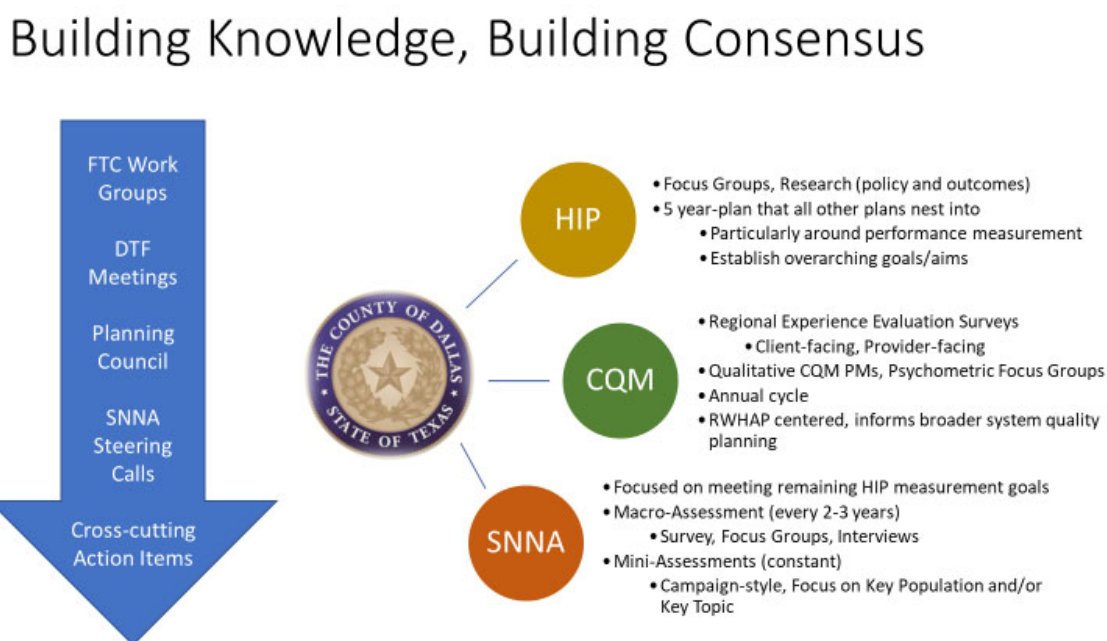 Building Knowledge, Building Consensus
FTC Work
Groups
DTF
Meetings
Planning
Council
SNNA
Steering
Calls
Cross-cutting
Action Items
THE COUNTY OF DALLAS
STATE OF TEXAS
HIP
• Focus Groups, Research (policy and outcomes)
• 5 year-plan that all other plans nest into
• Particularly around performance measurement
• Establish overarching goals/aims
CQM
• Regional Experience Evaluation Surveys
• Client-facing, Provider-facing
• Qualitative CQM PMs, Psychometric Focus Groups
• Annual cycle
• RWHAP centered, informs broader system quality
planning
SNNA
• Focused on meeting remaining HIP measurement goals
• Macro-Assessment (every 2-3 years)
• Survey, Focus Groups, Interviews
• Mini-Assessments (constant)
• Campaign-style, Focus on Key Population and/or
Key Topic